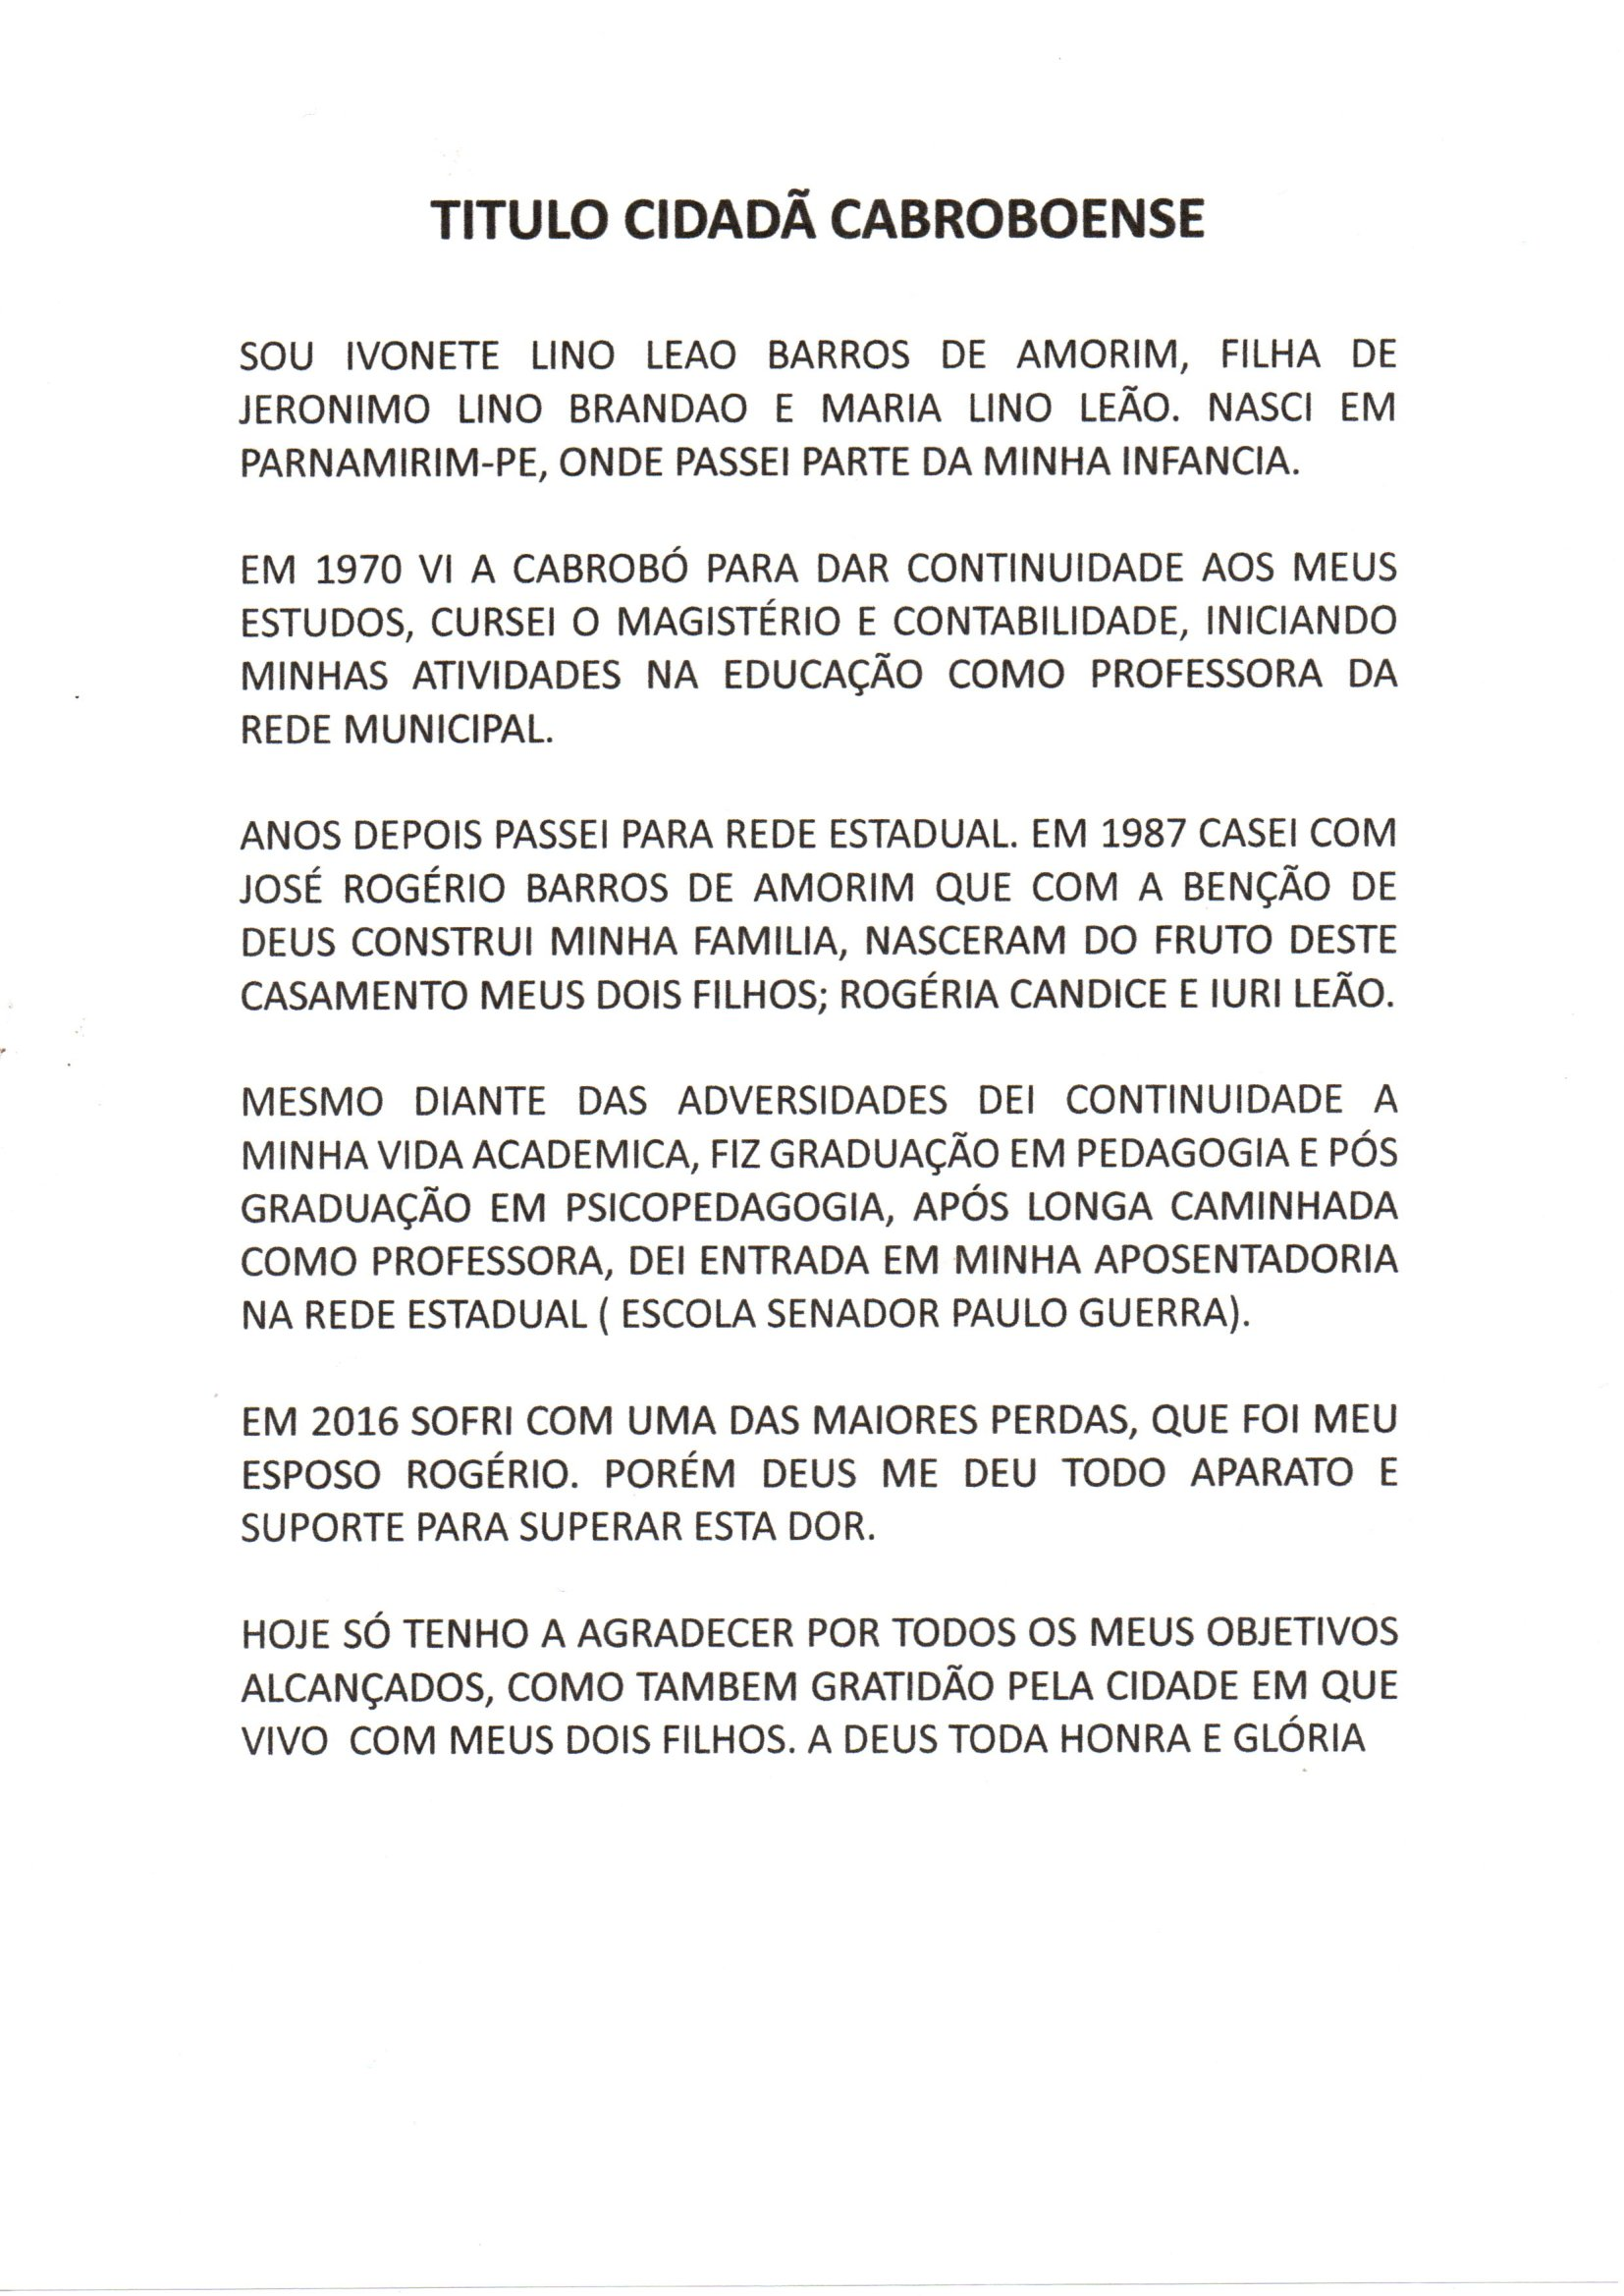 TITULO CIDADÃ CABROBOENSE
SOU IVONETE LINO LEAO BARROS DE AMORIM, FILHA DE
JERONIMO LINO BRANDAO E MARIA LINO LEÃO. NASCI EM
PARNAMIRIM-PE, ONDE PASSEI PARTE DA MINHA INFANCIA.
EM 1970 VI A CABROBÓ PARA DAR CONTINUIDADE AOS MEUS
ESTUDOS, CURSEI O MAGISTÉRIO E CONTABILIDADE, INICIANDO
MINHAS ATIVIDADES NA EDUCAÇÃO COMO PROFESSORA DA
REDE MUNICIPAL.
ANOS DEPOIS PASSEI PARA REDE ESTADUAL. EM 1987 CASEI COM
JOSÉ ROGÉRIO BARROS DE AMORIM QUE COM A BENÇÃO DE
DEUS CONSTRUI MINHA FAMILIA, NASCERAM DO FRUTO DESTE
CASAMENTO MEUS DOIS FILHOS; ROGÉRIA CANDICE E IURI LEÃO.
MESMO DIANTE DAS ADVERSIDADES DEI CONTINUIDADE A
MINHA VIDA ACADEMICA, FIZ GRADUAÇÃO EM PEDAGOGIA E PÓS
GRADUAÇÃO EM PSICOPEDAGOGIA, APÓS LONGA CAMINHADA
COMO PROFESSORA, DEI ENTRADA EM MINHA APOSENTADORIA
NA REDE ESTADUAL ( ESCOLA SENADOR PAULO GUERRA).
EM 2016 SOFRI COM UMA DAS MAIORES PERDAS, QUE FOI MEU
ESPOSO ROGÉRIO. PORÉM DEUS ME DEU TODO APARATO E
SUPORTE PARA SUPERAR ESTA DOR.
HOJE SÓ TENHO A AGRADECER POR TODOS OS MEUS OBJETIVOS
ALCANÇADOS, COMO TAMBEM GRATIDÃO PELA CIDADE EM QUE
VIVO  COM MEUS DOIS FILHOS. A DEUS TODA HONRA E GLÓRIA